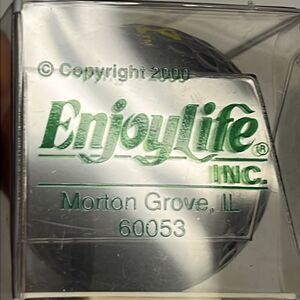 © Copyright 2000
EnjoyLife®
INC.
Morton Grove, IL
60053